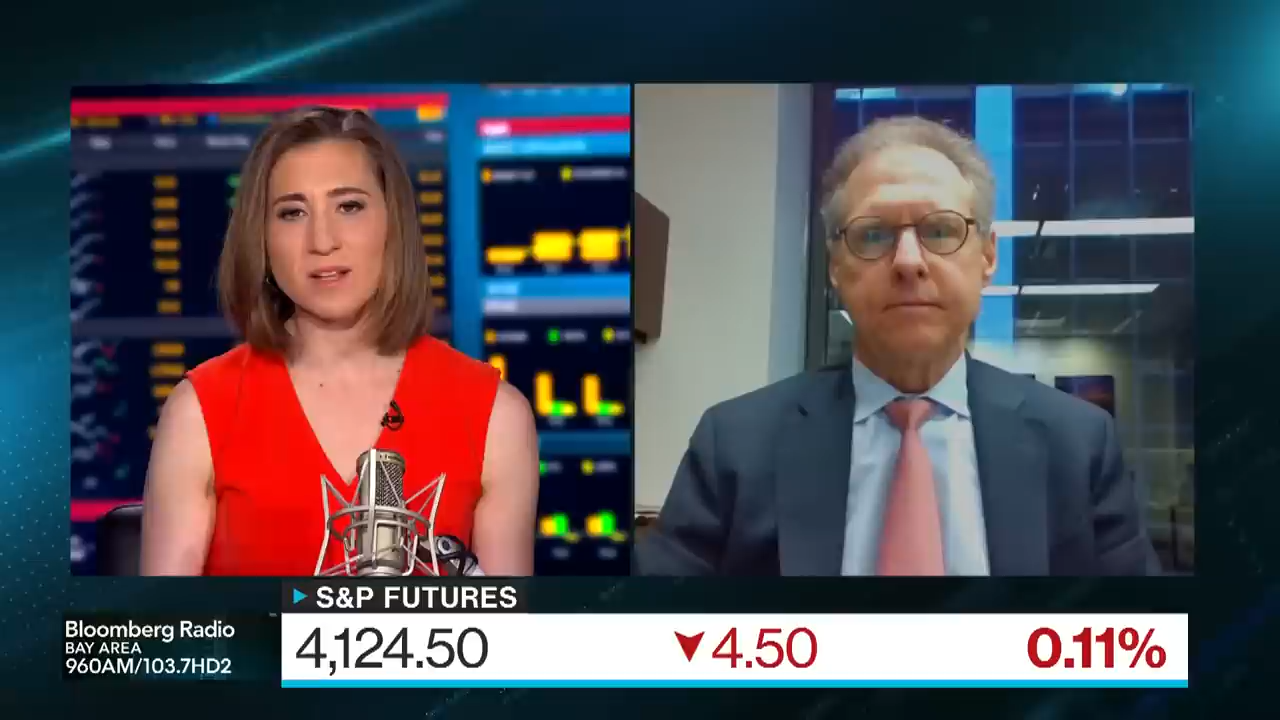 S&P FUTURES
Bloomberg Radio
BAY AREA
960AM/103.7HD2
4,124.50 ▼4.50 0.11%